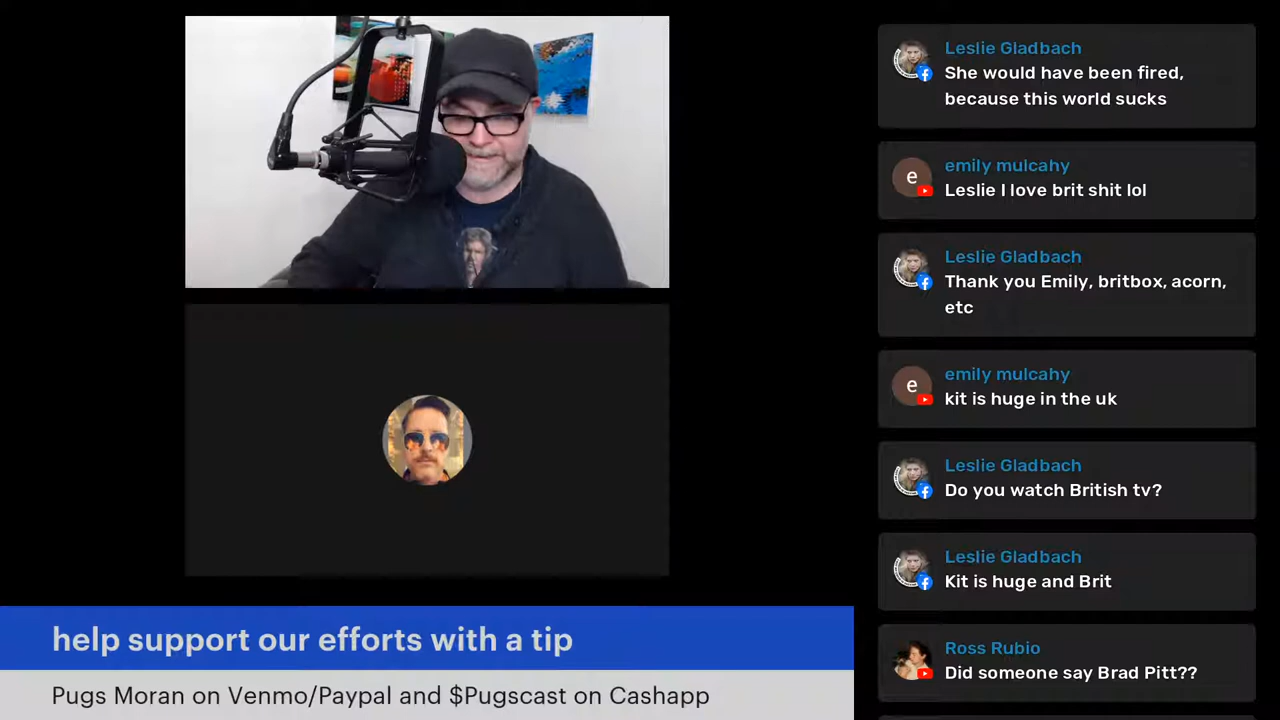 Leslie Gladbach
She would have been fired,
because this world sucks
e
emily mulcahy
Leslie I love brit shit lol
Leslie Gladbach
Thank you Emily, britbox, acorn,
etc
e
emily mulcahy
kit is huge in the uk
Leslie Gladbach
Do you watch British tv?
Leslie Gladbach
Kit is huge and Brit
Ross Rubio
Did someone say Brad Pitt??
help support our efforts with a tip
Pugs Moran on Venmo/Paypal and $Pugscast on Cashapp